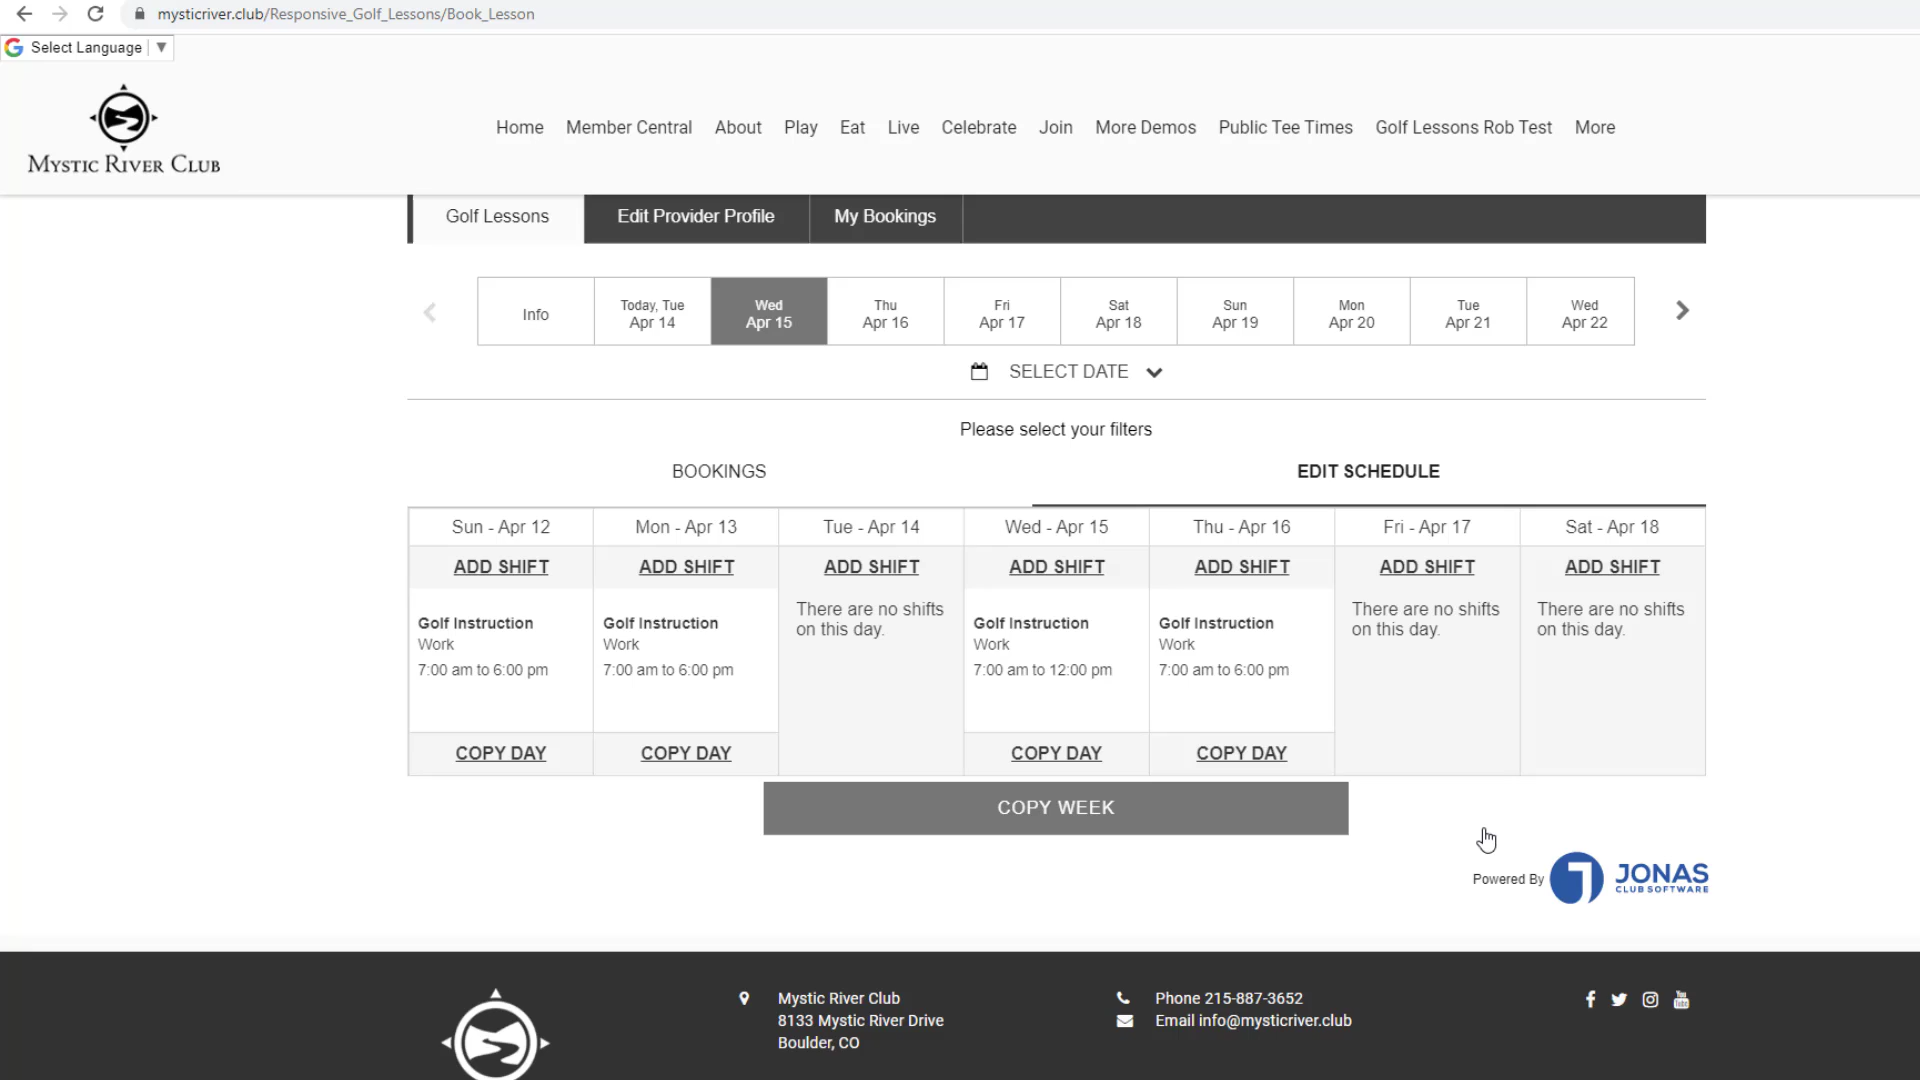 mysticriver.club/Responsive_Golf_Lessons/Book_Lesson
Select Language ▼
MYSTIC RIVER CLUB
Home Member Central About Play Eat Live Celebrate Join More Demos Public Tee Times Golf Lessons Rob Test More
Golf Lessons Edit Provider Profile My Bookings
Info
Today, Tue
Apr 14
Wed
Apr 15
Thu
Apr 16
Fri
Apr 17
Sat
Apr 18
Sun
Apr 19
Mon
Apr 20
Tue
Apr 21
Wed
Apr 22
SELECT DATE
Please select your filters
BOOKINGS EDIT SCHEDULE
Sun - Apr 12 Mon - Apr 13 Tue - Apr 14 Wed - Apr 15 Thu - Apr 16 Fri - Apr 17 Sat - Apr 18
ADD SHIFT ADD SHIFT ADD SHIFT ADD SHIFT ADD SHIFT ADD SHIFT ADD SHIFT
Golf Instruction
Work
7:00 am to 6:00 pm
Golf Instruction
Work
7:00 am to 6:00 pm
There are no shifts
on this day.
Golf Instruction
Work
7:00 am to 12:00 pm
Golf Instruction
Work
7:00 am to 6:00 pm
There are no shifts
on this day.
There are no shifts
on this day.
COPY DAY COPY DAY COPY DAY COPY DAY
COPY WEEK
Powered By
JONAS
CLUB SOFTWARE
Mystic River Club
8133 Mystic River Drive
Boulder, CO
Phone 215-887-3652
Email info@mysticriver.club